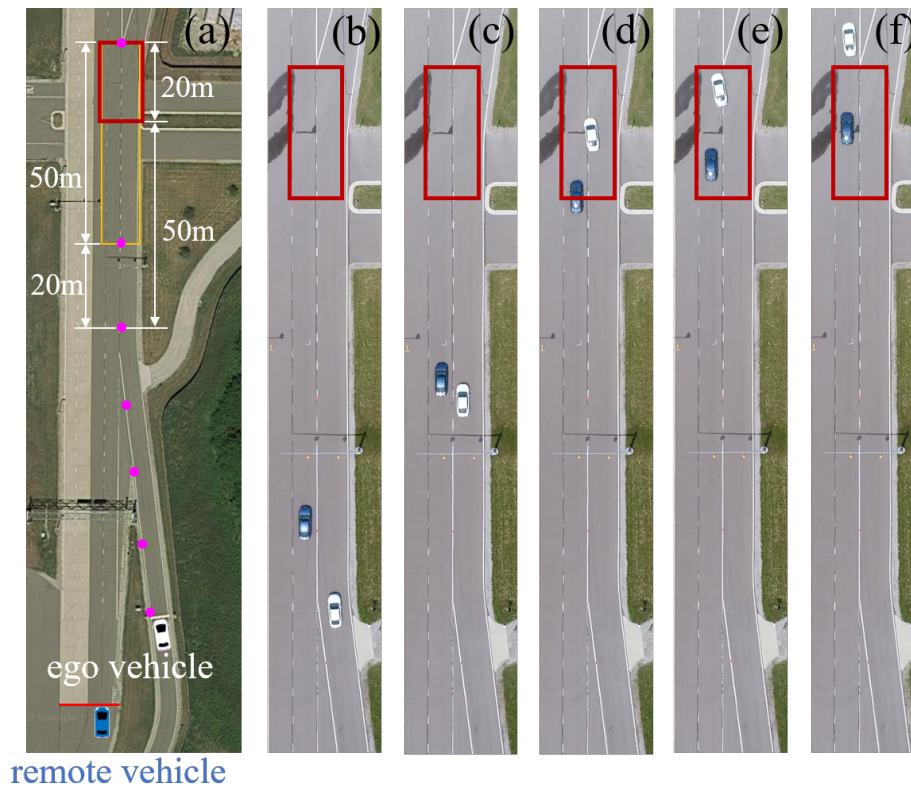 (a)
(b)
(c)
(d)
(e)
(f)
20m
50m
50m
20m
ego vehicle
remote vehicle